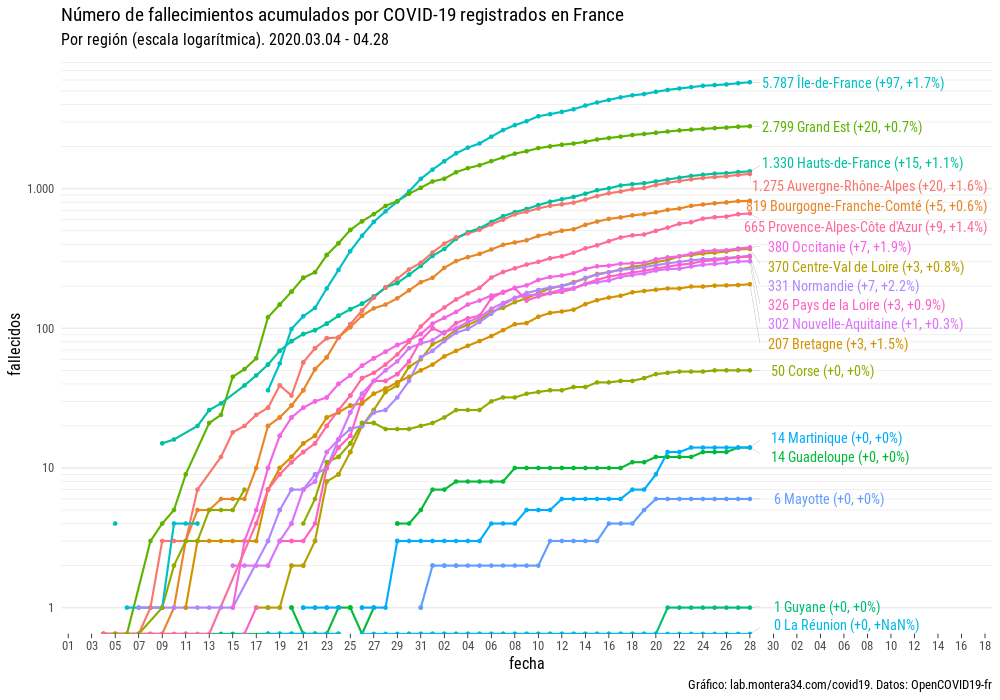 Número de fallecimientos acumulados por COVID-19 registrados en France
Por región (escala logarítmica). 2020.03.04 - 04.28
fallecidos
1.000
100
10
1
5.787 Île-de-France (+97, +1.7%)
2.799 Grand Est (+20, +0.7%)
1.330 Hauts-de-France (+15, +1.1%)
1.275 Auvergne-Rhône-Alpes (+20, +1.6%)
819 Bourgogne-Franche-Comté (+5, +0.6%)
665 Provence-Alpes-Côte d'Azur (+9, +1.4%)
380 Occitanie (+7, +1.9%)
370 Centre-Val de Loire (+3, +0.8%)
331 Normandie (+7, +2.2%)
326 Pays de la Loire (+3, +0.9%)
302 Nouvelle-Aquitaine (+1, +0.3%)
207 Bretagne (+3, +1.5%)
50 Corse (+0, +0%)
14 Martinique (+0, +0%)
14 Guadeloupe (+0, +0%)
6 Mayotte (+0, +0%)
1 Guyane (+0, +0%)
0 La Réunion (+0, +NaN%)
01 03 05 07 09 11 13 15 17 19 21 23 25 27 29 31 02 04 06 08 10 12 14 16 18 20 22 24 26 28 30 02 04 06 08 10 12 14 16 18
fecha
Gráfico: lab.montera34.com/covid19. Datos: OpenCOVID19-fr